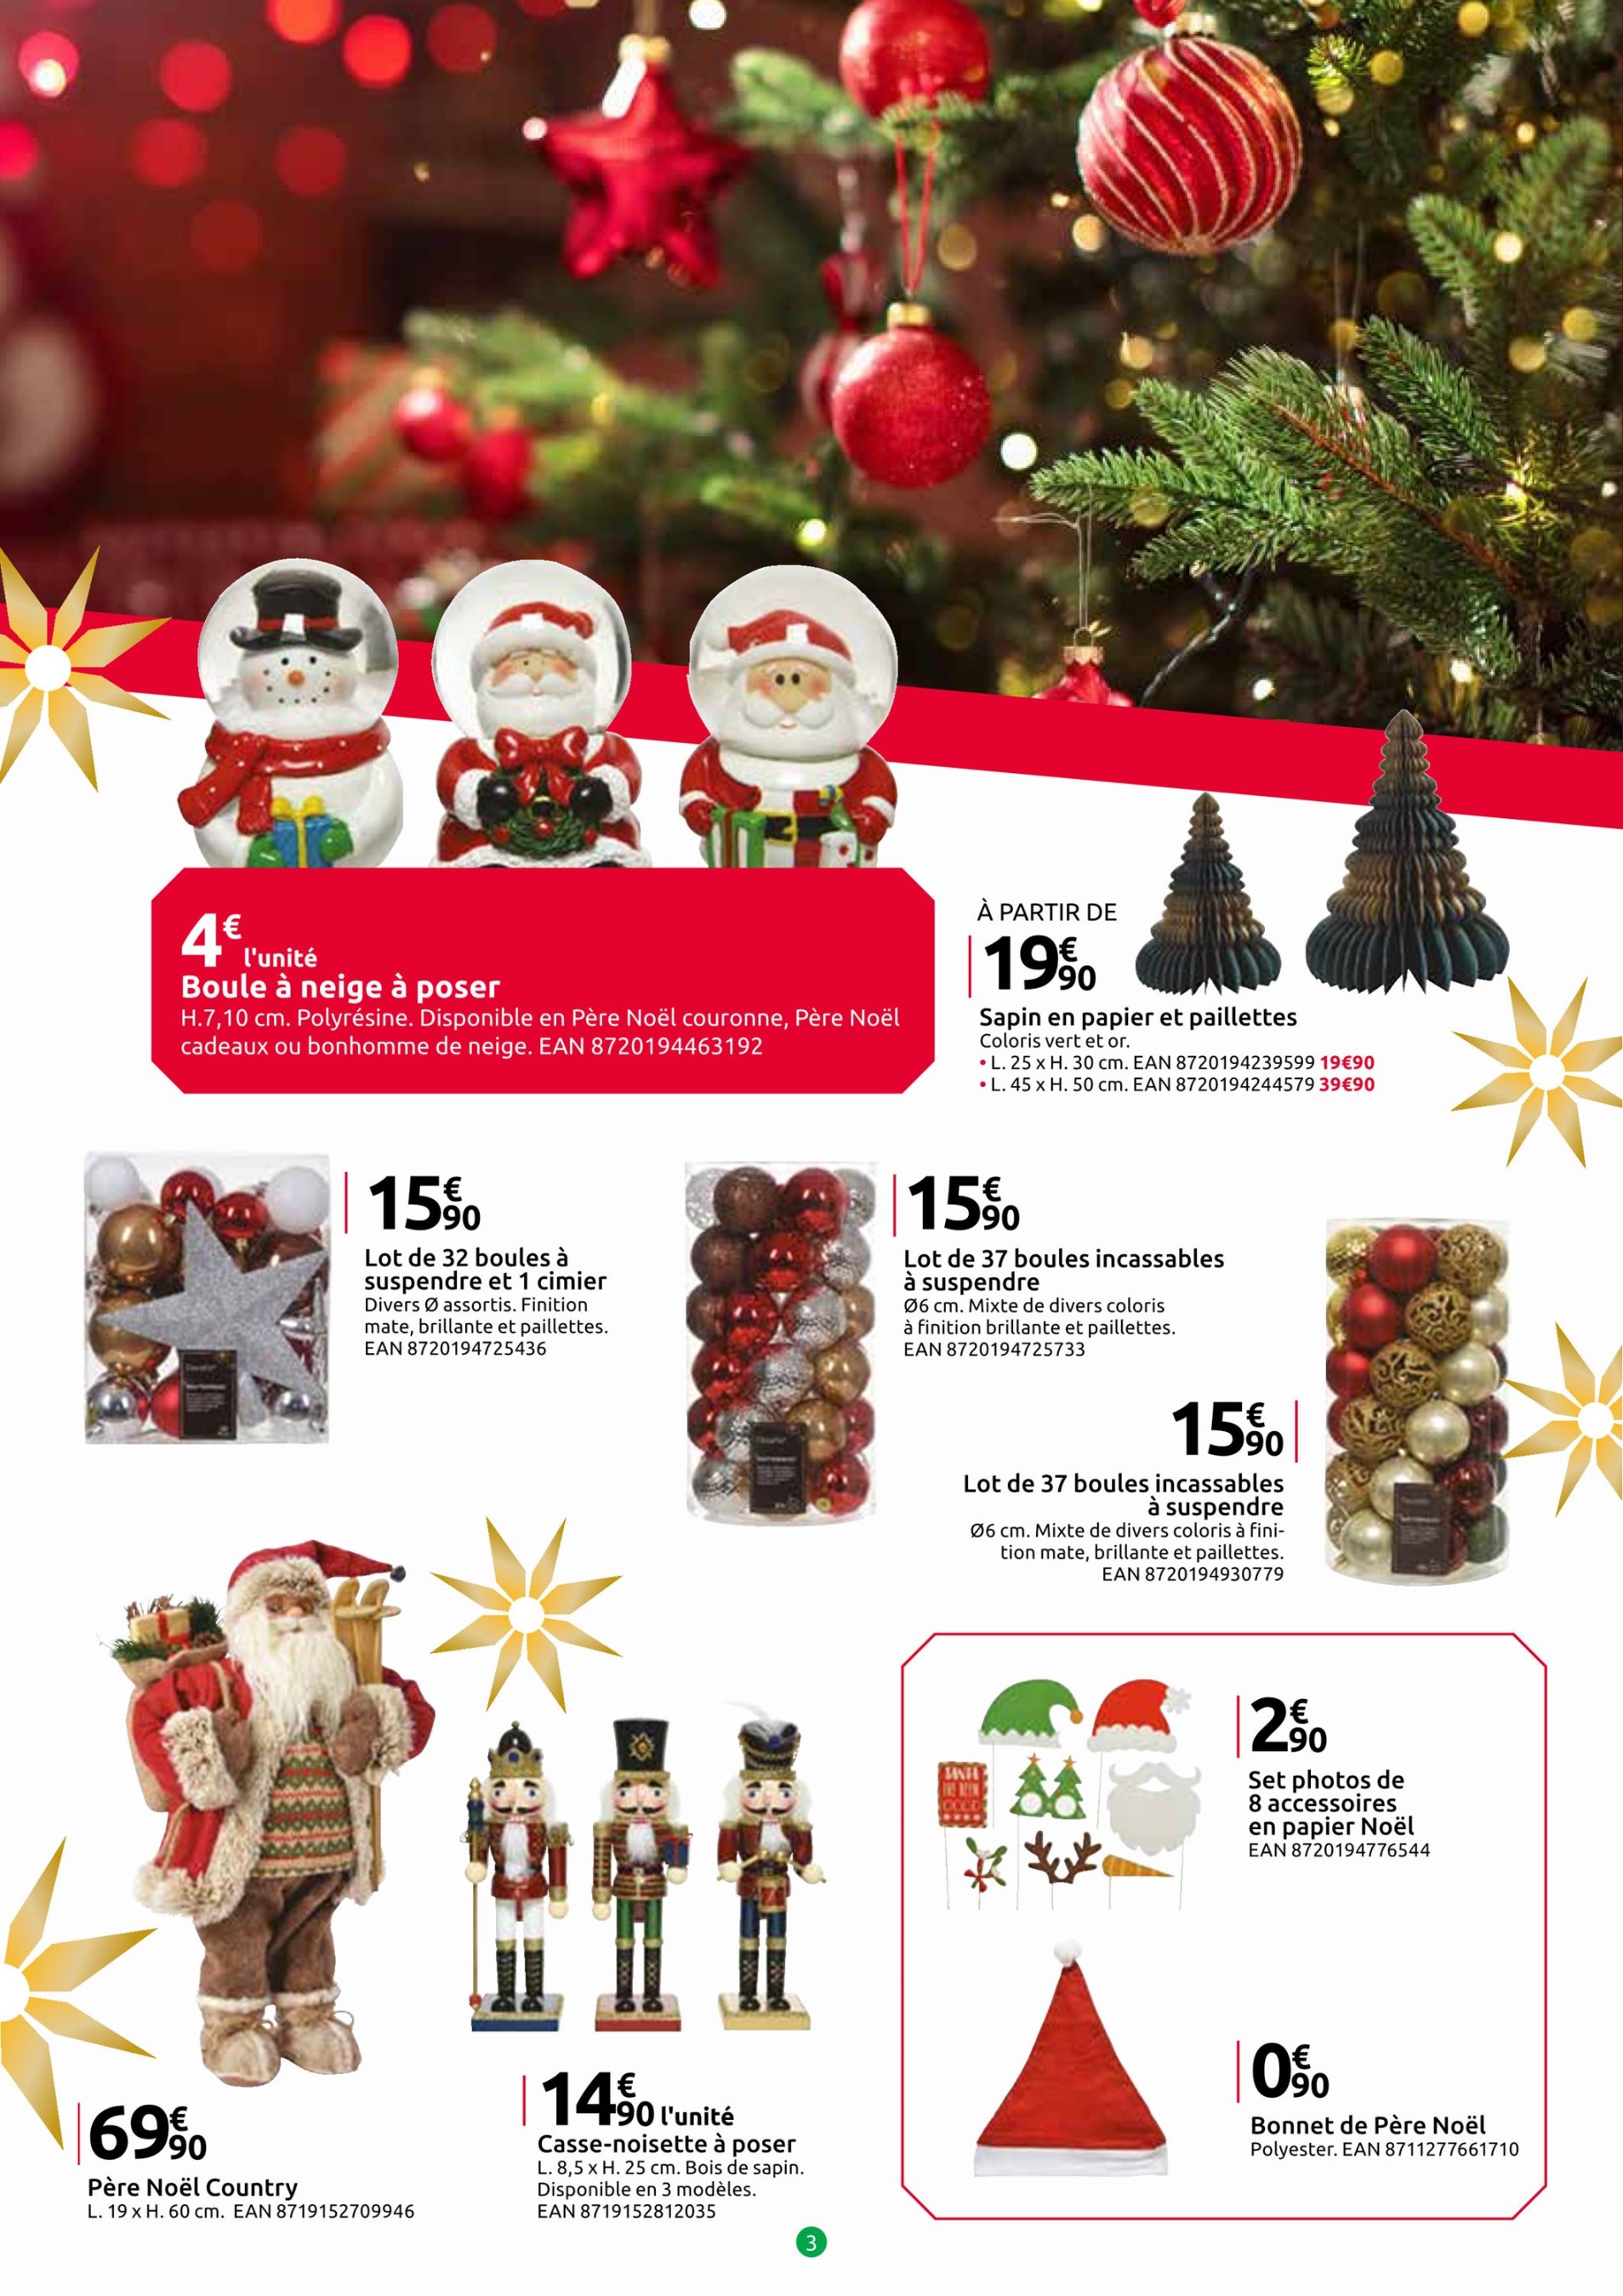 4€ l'unité
Boule à neige à poser
H.7,10 cm. Polyrésine. Disponible en Père Noël couronne, Père Noël
cadeaux ou bonhomme de neige. EAN 8720194463192
À PARTIR DE
19€90
Sapin en papier et paillettes
Coloris vert et or.
• L. 25 x H. 30 cm. EAN 8720194239599 19€90
• L. 45 x H. 50 cm. EAN 8720194244579 39€90
15€90
Lot de 32 boules à
suspendre et 1 cimier
Divers Ø assortis. Finition
mate, brillante et paillettes.
EAN 8720194725436
15€90
Lot de 37 boules incassables
à suspendre
Ø6 cm. Mixte de divers coloris
à finition brillante et paillettes.
EAN 8720194725733
15€90
Lot de 37 boules incassables
à suspendre
Ø6 cm. Mixte de divers coloris à fini-
tion mate, brillante et paillettes.
EAN 8720194930779
69€90
Père Noël Country
L. 19 x H. 60 cm. EAN 8719152709946
14€90 l'unité
Casse-noisette à poser
L. 8,5 x H. 25 cm. Bois de sapin.
Disponible en 3 modèles.
EAN 8719152812035
SANTA
2€90
Set photos de
8 accessoires
en papier Noël
EAN 8720194776544
0€90
Bonnet de Père Noël
Polyester. EAN 8711277661710
3